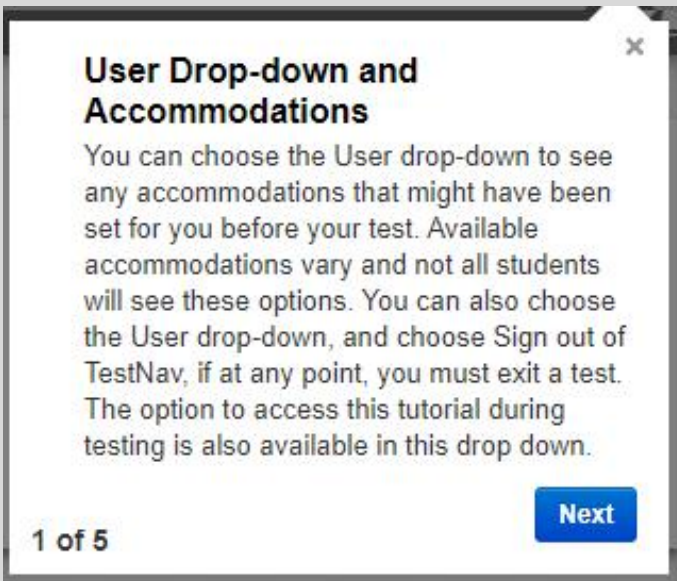 ×
User Drop-down and
Accommodations
You can choose the User drop-down to see
any accommodations that might have been
set for you before your test. Available
accommodations vary and not all students
will see these options. You can also choose
the User drop-down, and choose Sign out of
TestNav, if at any point, you must exit a test.
The option to access this tutorial during
testing is also available in this drop down.
Next
1 of 5